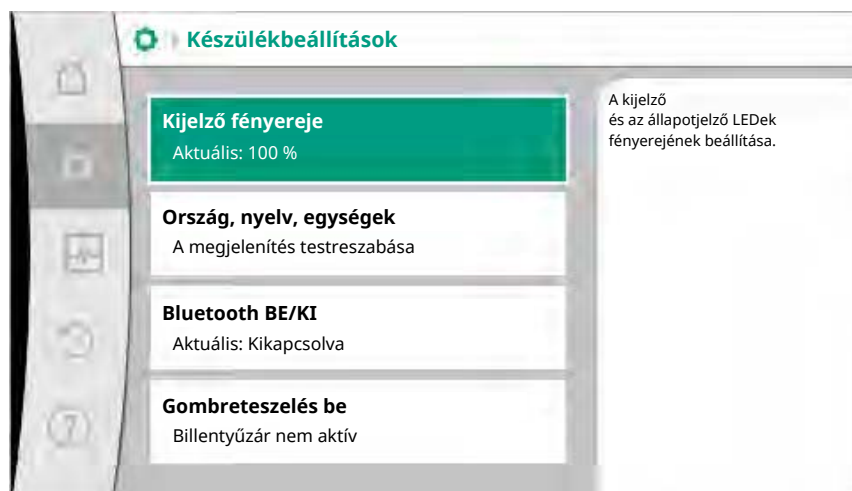 Készülékbeállítások
Kijelző fényereje
Aktuális: 100 %
Ország, nyelv, egységek
A megjelenítés testreszabása
Bluetooth BE/KI
Aktuális: Kikapcsolva
Gombreteszelés be
Billentyűzár nem aktív
A kijelző
és az állapotjelző LEDek
fényerejének beállítása.